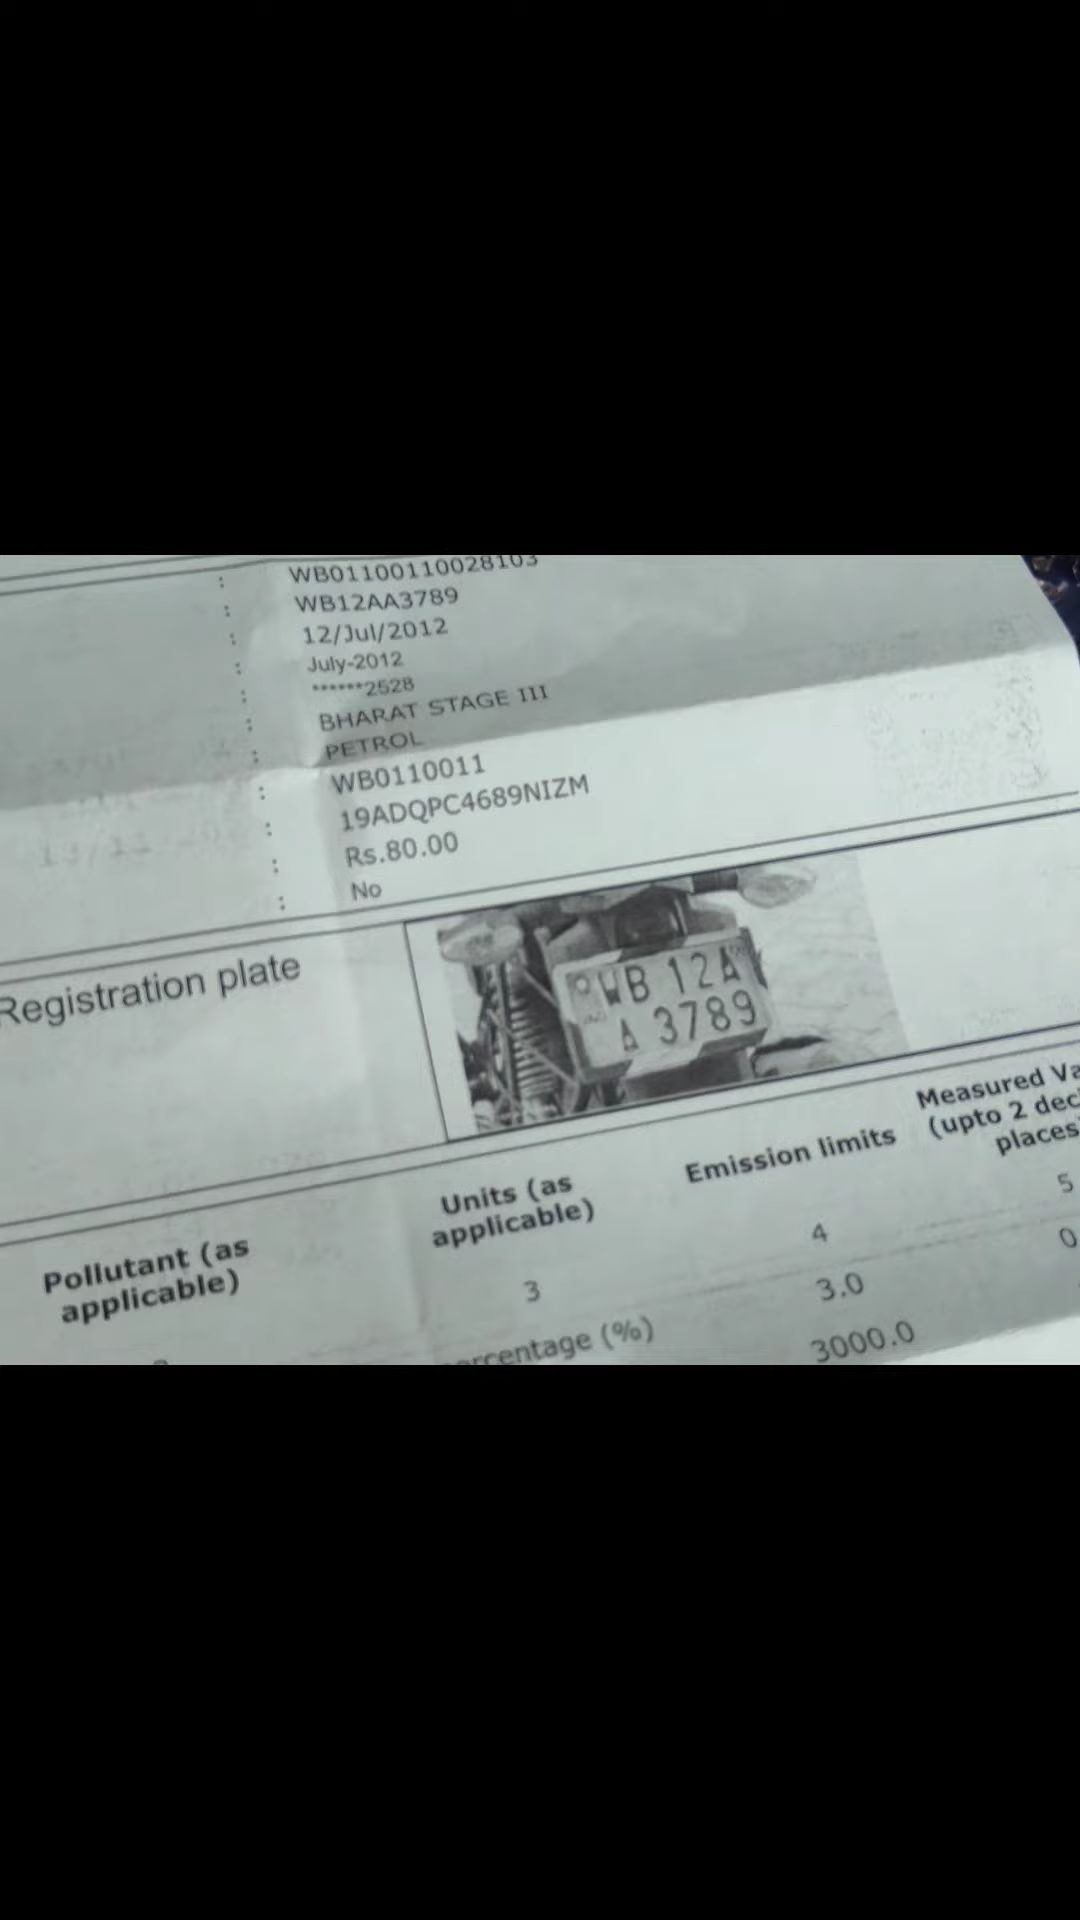 : WB01100110028103
: WB12AA3789
: 12/Jul/2012
: July-2012
: ******2528
: BHARAT STAGE III
: PETROL
: WB0110011
: 19ADQPC4689NIZM
: Rs.80.00
: No
Registration plate
WB 12A
A 3789
Pollutant (as
applicable)
Units (as
applicable)
Emission limits
Measured Va
(upto 2 dec
places)
3
4
5
3.0
0
ercentage (%)
3000.0